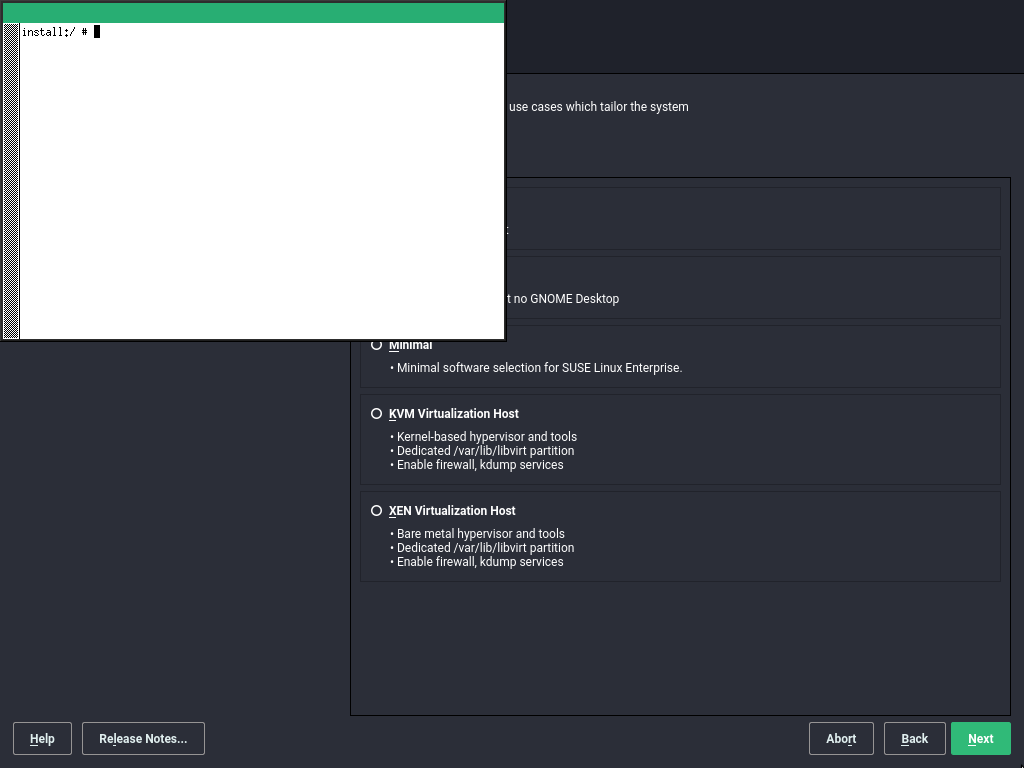 install:/ #
use cases which tailor the system
t no GNOME Desktop
Minimal
• Minimal software selection for SUSE Linux Enterprise.
KVM Virtualization Host
• Kernel-based hypervisor and tools
• Dedicated /var/lib/libvirt partition
• Enable firewall, kdump services
XEN Virtualization Host
• Bare metal hypervisor and tools
• Dedicated /var/lib/libvirt partition
• Enable firewall, kdump services
Help Release Notes... Abort Back Next